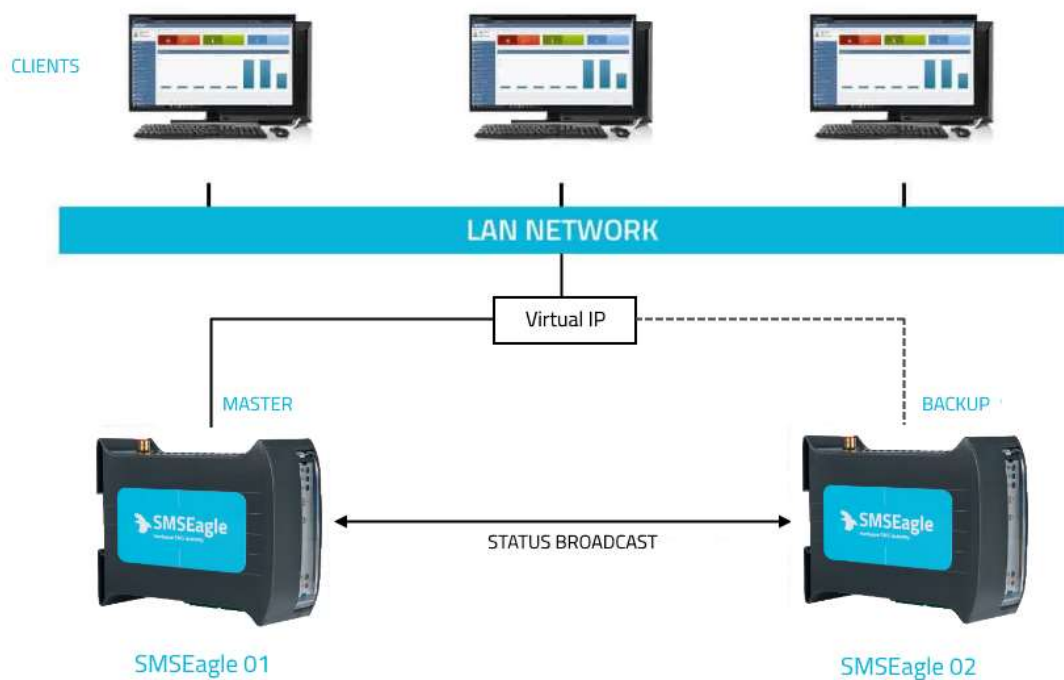 CLIENTS
LAN NETWORK
Virtual IP
MASTER
BACKUP
SMSEagle
SMSEagle
STATUS BROADCAST
SMSEagle 01
SMSEagle 02